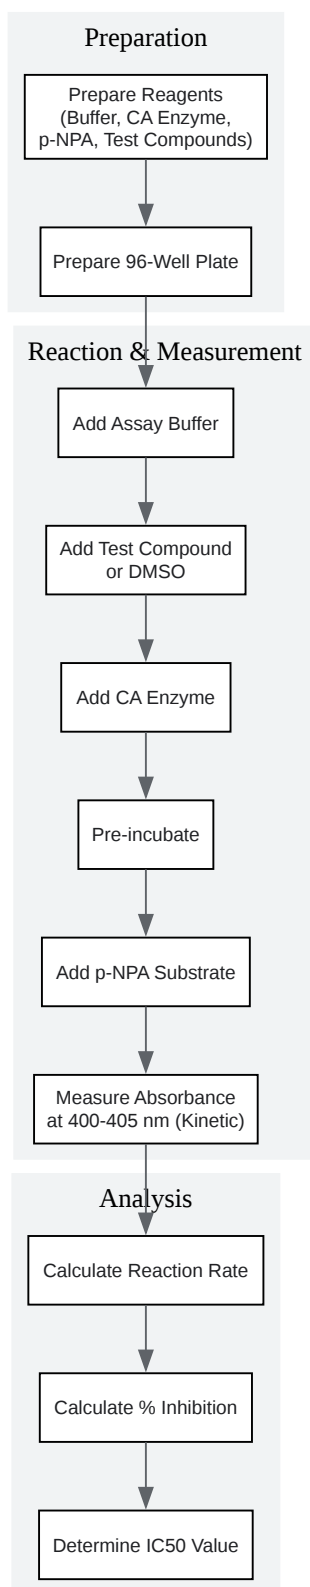 Preparation
Prepare Reagents
(Buffer, CA Enzyme,
p-NPA, Test Compounds)
Prepare 96-Well Plate
Reaction & Measurement
Add Assay Buffer
Add Test Compound
or DMSO
Add CA Enzyme
Pre-incubate
Add p-NPA Substrate
Measure Absorbance
at 400-405 nm (Kinetic)
Analysis
Calculate Reaction Rate
Calculate % Inhibition
Determine IC50 Value